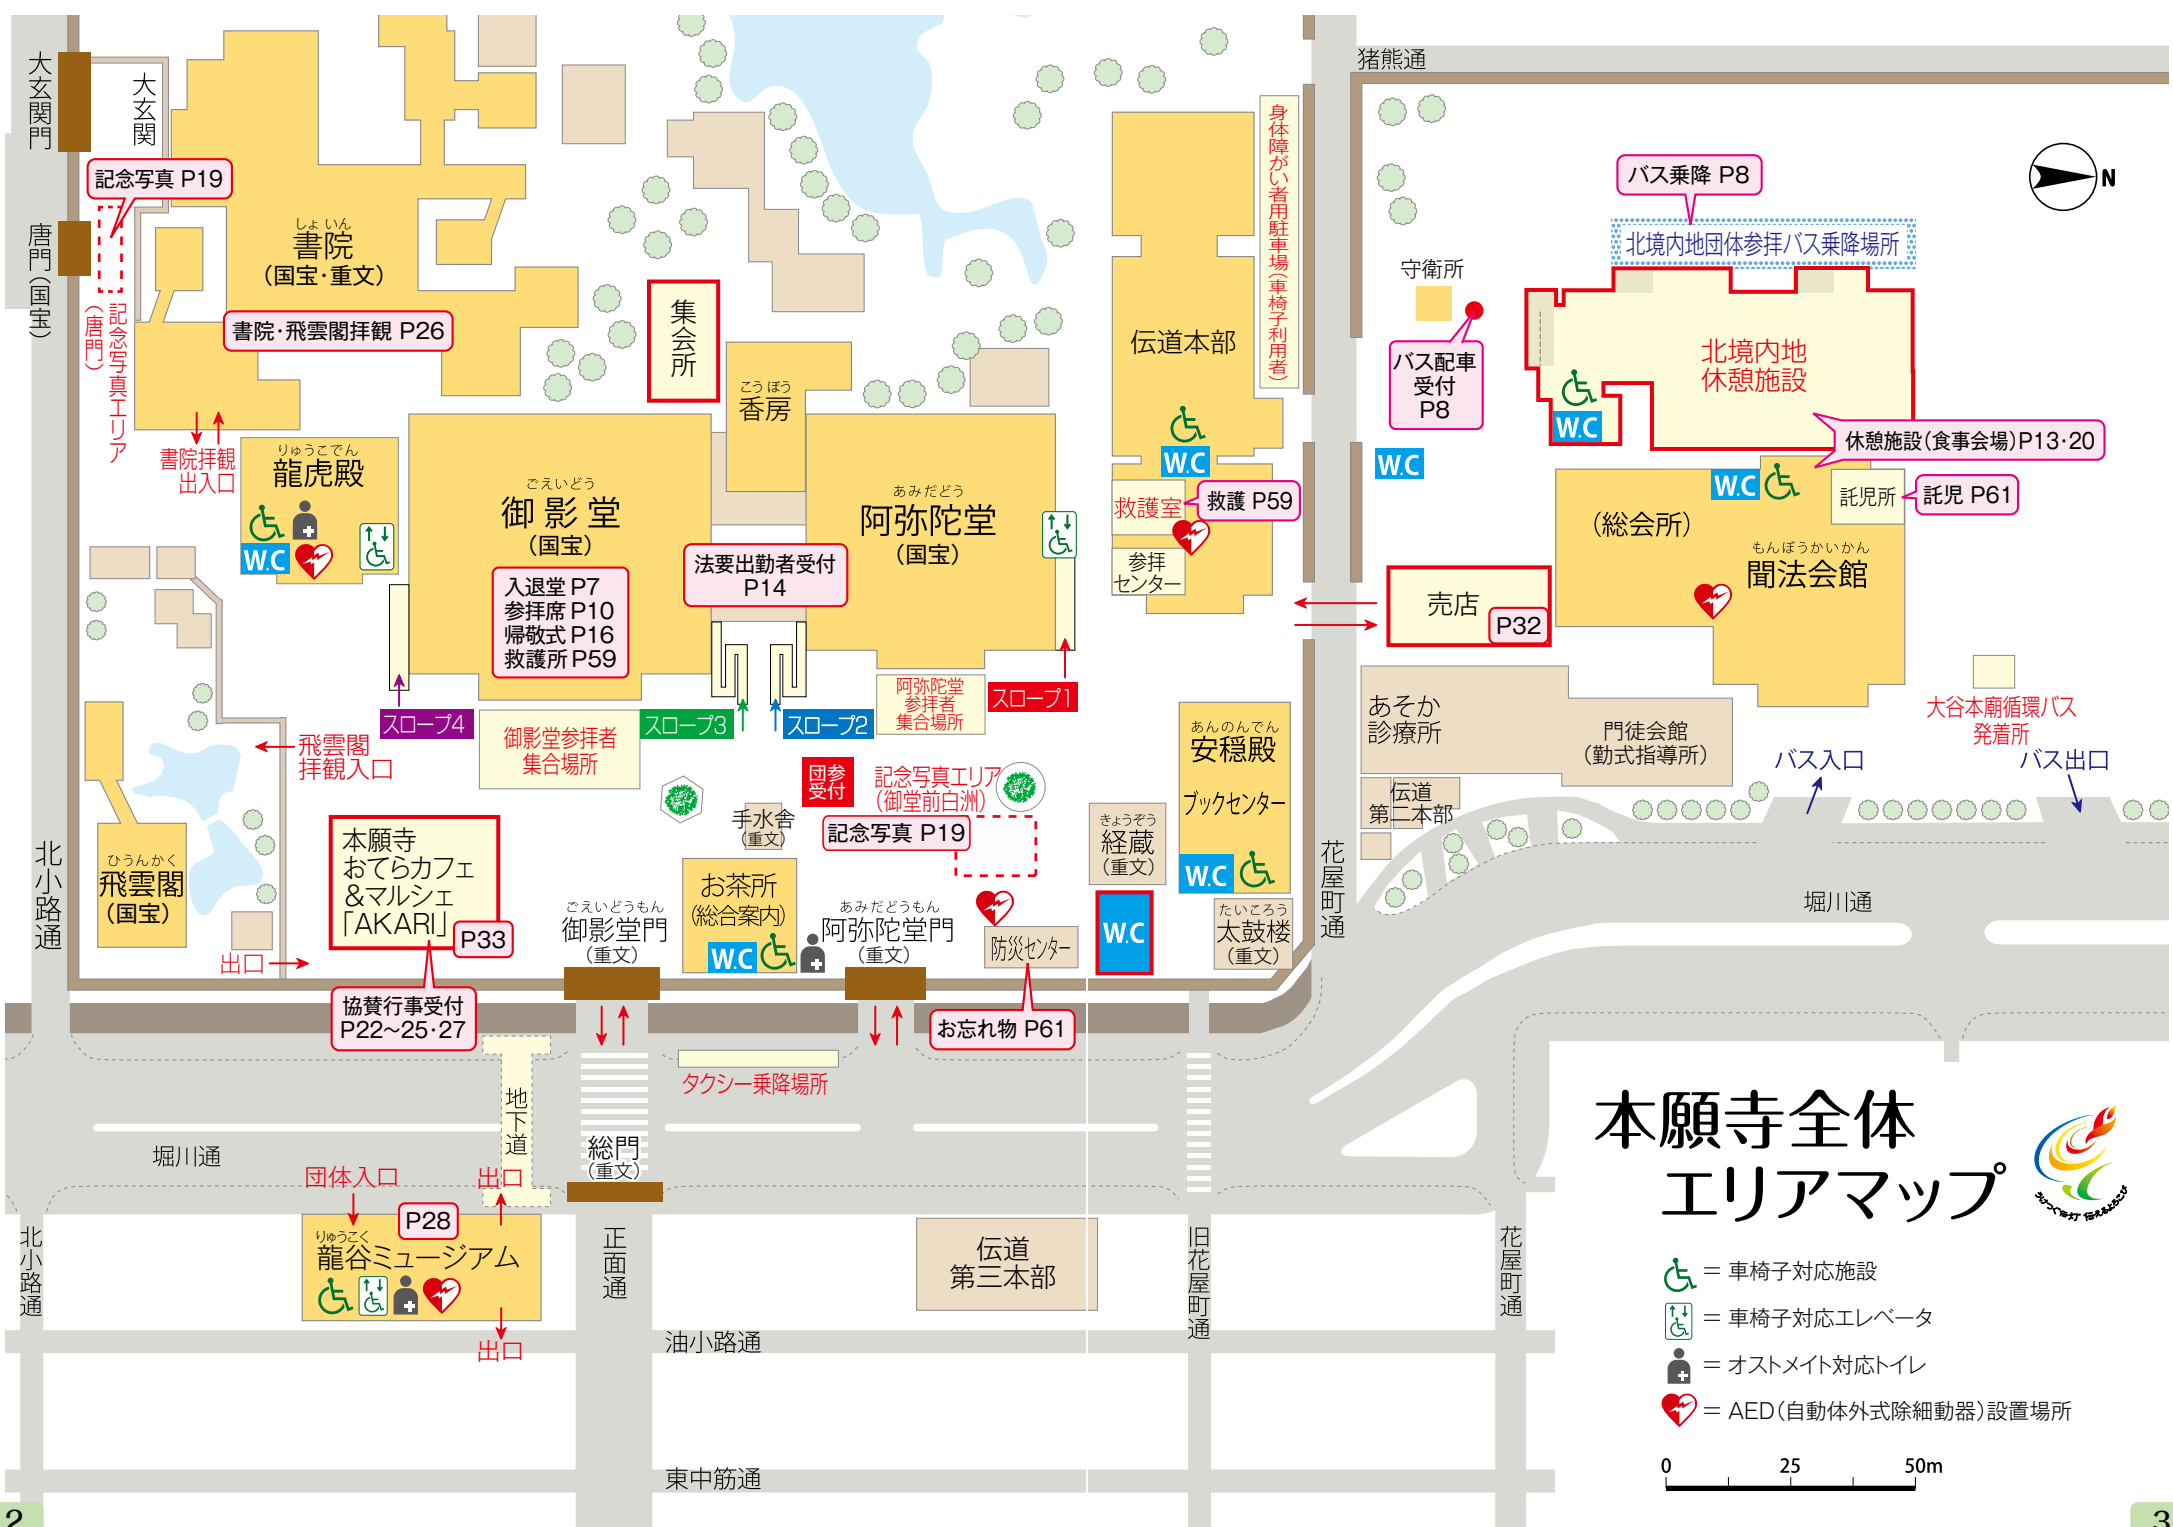 大玄関門
大玄関
記念写真 P19
唐門(国宝)
記念写真エリア
(唐門)
しょいん
書院
(国宝・重文)
書院・飛雲閣拝観 P26
書院拝観
出入口
りゅうこでん
龍虎殿
W.C
集会所
こうぼう
香房
ごえいどう
御影堂
(国宝)
入退堂 P7
参拝席 P10
帰敬式 P16
救護所 P59
法要出勤者受付
P14
あみだどう
阿弥陀堂
(国宝)
伝道本部
W.C
身体障がい者用駐車場(車椅子利用者)
救護室
救護 P59
参拝
センター
猪熊通
N
バス乗降 P8
北境内地団体参拝バス乗降場所
守衛所
バス配車
受付
P8
W.C
北境内地
休憩施設
W.C
休憩施設(食事会場)P13・20
W.C
託児所
託児 P61
(総会所)
もんぼうかいかん
聞法会館
売店
P32
あそか
診療所
門徒会館
(勤式指導所)
伝道
第二本部
大谷本廟循環バス
発着所
バス入口
バス出口
スロープ4
スロープ3
スロープ2
スロープ1
御影堂参拝者
集合場所
阿弥陀堂
参拝者
集合場所
飛雲閣
拝観入口
団参
受付
記念写真エリア
(御堂前白洲)
記念写真 P19
手水舎
(重文)
あんのんでん
安穏殿
ブックセンター
W.C
きょうぞう
経蔵
(重文)
W.C
たいころう
太鼓楼
(重文)
花屋町通
堀川通
北小路通
ひうんかく
飛雲閣
(国宝)
本願寺
おてらカフェ
&マルシェ
「AKARI」
P33
出口
協賛行事受付
P22〜25・27
ごえいどうもん
御影堂門
(重文)
お茶所
(総合案内)
W.C
あみだどうもん
阿弥陀堂門
(重文)
防災センター
お忘れ物 P61
タクシー乗降場所
地下道
堀川通
団体入口
出口
総門
(重文)
P28
りゅうこく
龍谷ミュージアム
出口
北小路通
正面通
伝道
第三本部
旧花屋町通
花屋町通
油小路通
東中筋通
本願寺全体
エリアマップ
うけつぐ伝灯 伝えるよろこび
= 車椅子対応施設
= 車椅子対応エレベータ
= オストメイト対応トイレ
= AED(自動体外式除細動器)設置場所
0 25 50m
2
3